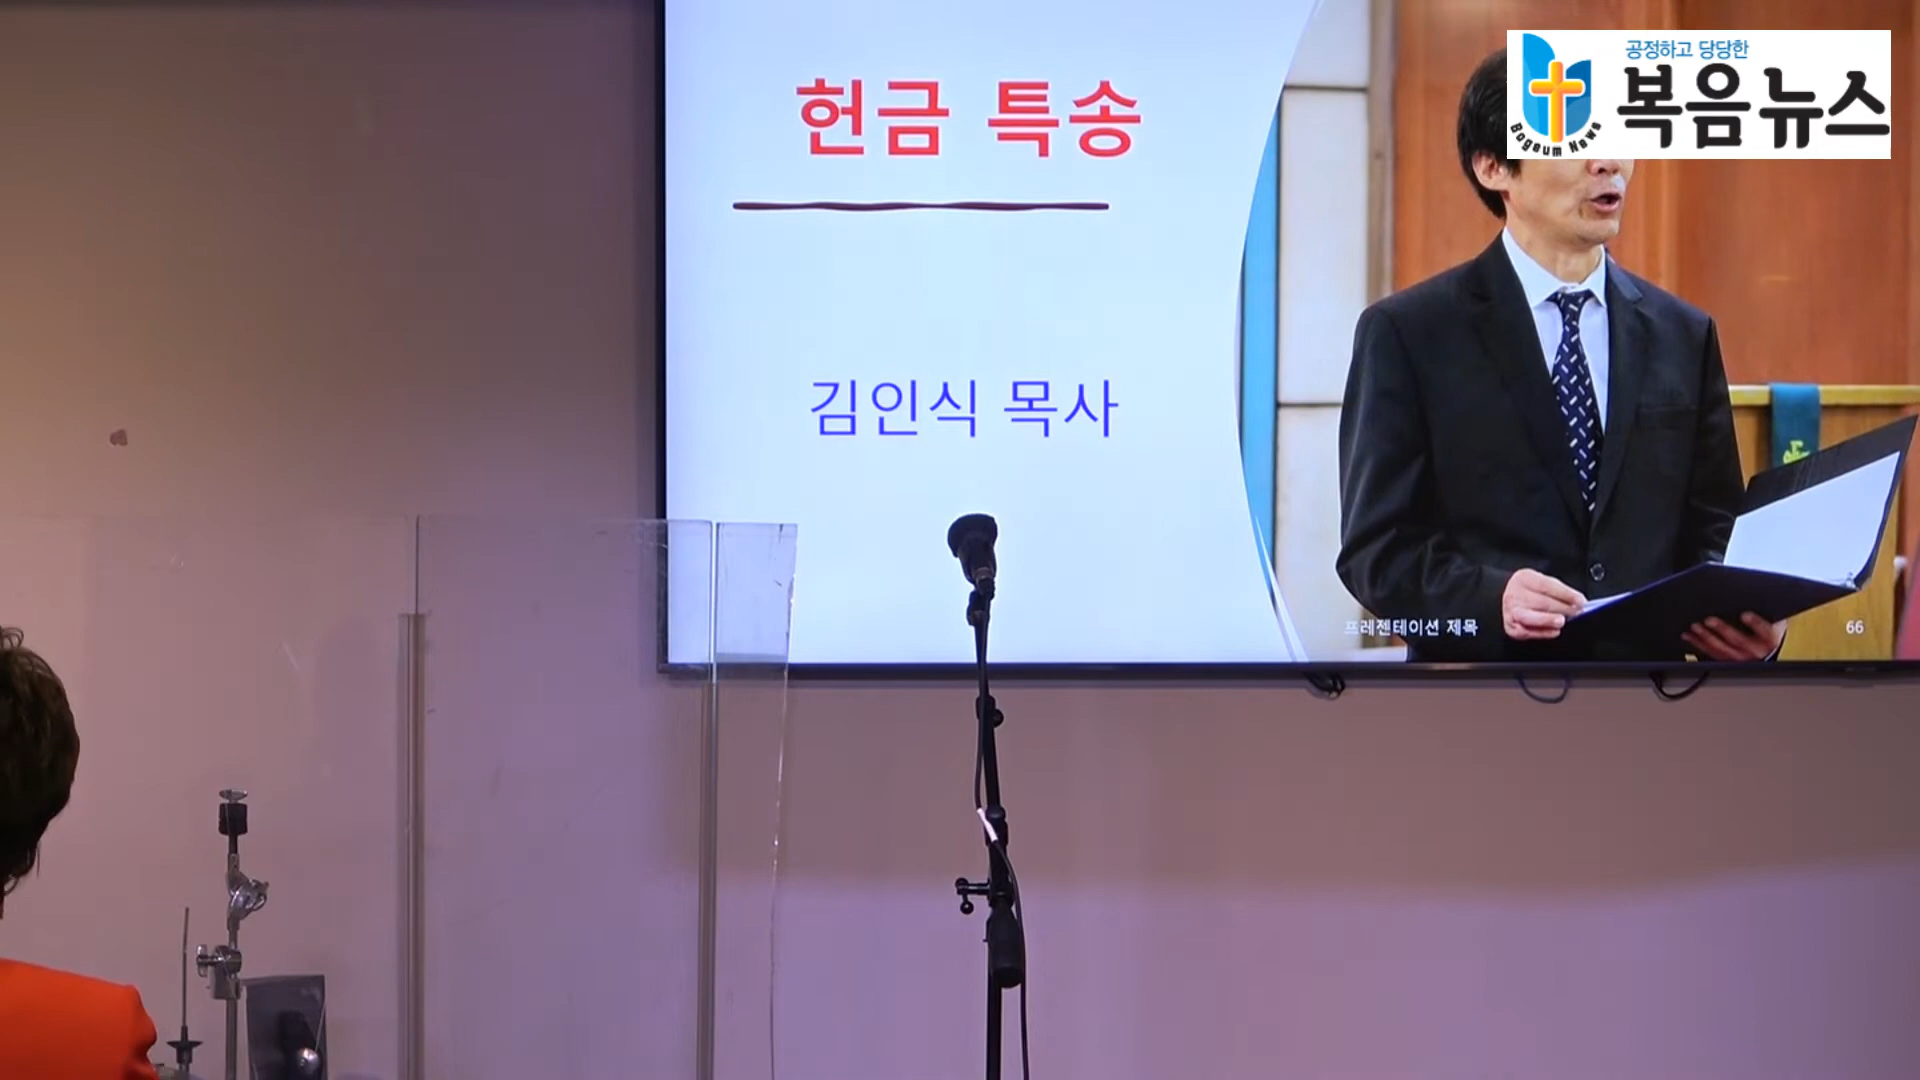 헌금 특송
김인식 목사
프레젠테이션 제목
66
공정하고 당당한
복음뉴스
Bogeum News